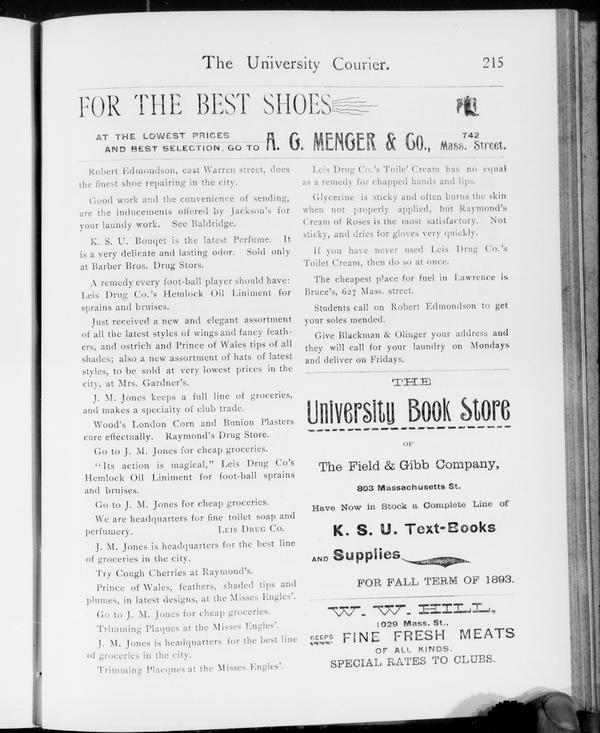 The University Courier. 215
FOR THE BEST SHOES
AT THE LOWEST PRICES
AND BEST SELECTION, GO TO A. G. MENGER & CO., 742 Mass. Street.
Robert Edmondson, east Warren street, does
the finest shoe repairing in the city.
Good work and the convenience of sending,
are the inducements offered by Jackson's for
your laundy work. See Baldridge.
K. S. U. Bouqet is the latest Perfume. It
is a very delicate and lasting odor. Sold only
at Barber Bros. Drug Stors.
A remedy every foot-ball player should have:
Leis Drug Co.'s Hemlock Oil Liniment for
sprains and bruises.
Just received a new and elegant assortment
of all the latest styles of wings and fancy feath-
ers, and ostrich and Prince of Wales tips of all
shades; also a new assortment of hats of latest
styles, to be sold at very lowest prices in the
city, at Mrs. Gardner's.
J. M. Jones keeps a full line of groceries,
and makes a specialty of club trade.
Wood's London Corn and Bunion Plasters
cure effectually. Raymond's Drug Store.
Go to J. M. Jones for cheap groceries.
"Its action is magical," Leis Drug Co's
Hemlock Oil Liniment for foot-ball sprains
and bruises.
Go to J. M. Jones for cheap groceries.
We are headquarters for fine toilet soap and
perfumery. LEIS DRUG CO.
J. M. Jones is headquarters for the best line
of groceries in the city.
Try Cough Cherries at Raymond's.
Prince of Wales, feathers, shaded tips and
plumes, in latest designs, at the Misses Engles'.
Go to J. M. Jones for cheap groceries.
Trimming Plaques at the Misses Engles'.
J. M. Jones is headquarters for the best line
of groceries in the city.
Trimming Placques at the Misses Engles'.
Leis Drug Co.'s Toile' Cream has no equal
as a remedy for chapped hands and lips.
Glycerine is sticky and often burns the skin
when not properly applied, but Raymond's
Cream of Roses is the most satisfactory. Not
sticky, and dries for gloves very quickly.
If you have never used Leis Drug Co.'s
Toilet Cream, then do so at once.
The cheapest place for fuel in Lawrence is
Bruce's, 627 Mass. street.
Students call on Robert Edmondson to get
your soles mended.
Give Blackman & Olinger your address and
they will call for your laundry on Mondays
and deliver on Fridays.
THE
University Book Store
OF
The Field & Gibb Company,
803 Massachusetts St.
Have Now in Stock a Complete Line of
K. S. U. Text-Books
AND Supplies
FOR FALL TERM OF 1893.
W. W. HILL,
1029 Mass. St.,
KEEPS FINE FRESH MEATS
OF ALL KINDS.
SPECIAL RATES TO CLUBS.